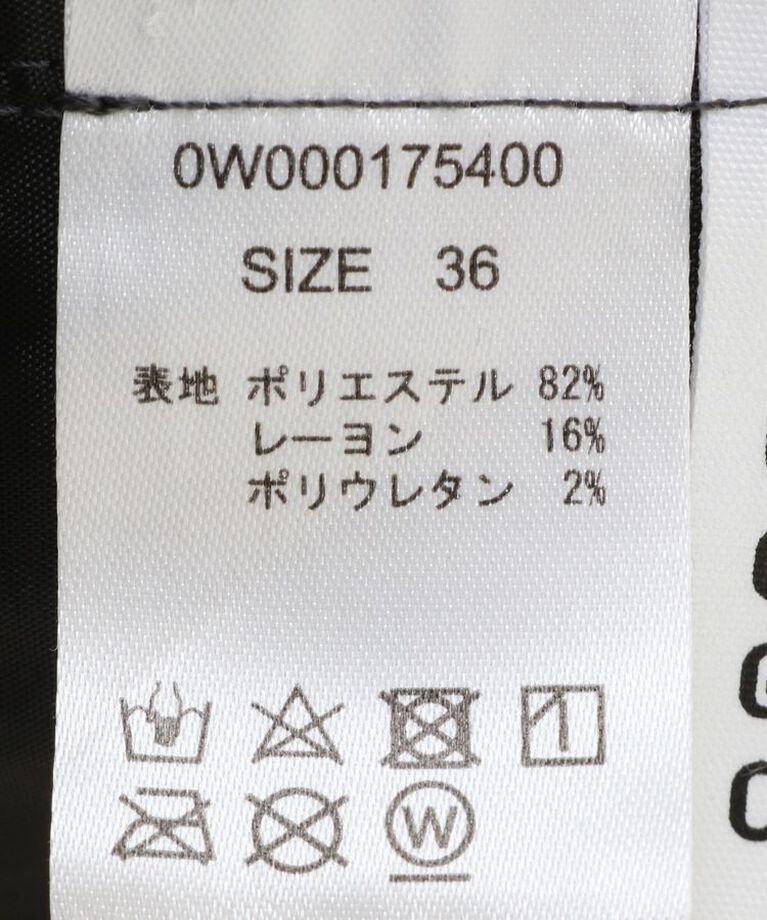 0W000175400
SIZE 36
表地 ポリエステル 82%
レーヨン 16%
ポリウレタン 2%
W